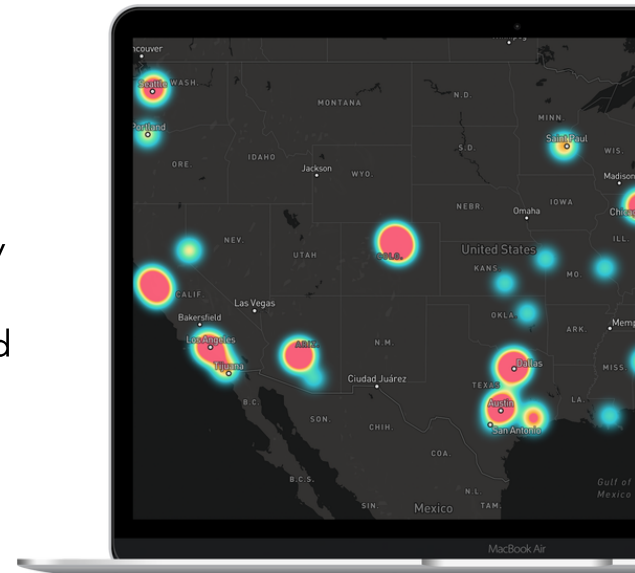 Vancouver
Seattle
WASH.
MONTANA
N.D.
MINN.
Portland
Saint Paul
S.D.
WIS.
ORE.
IDAHO
Jackson
WYO.
Madison
NEBR.
Omaha
IOWA
Chicago
NEV.
UTAH
COLO.
United States
ILL.
y
KANS.
MO.
CALIF.
Las Vegas
Bakersfield
OKLA.
ARK.
Memp
Los Angeles
d
ARIZ.
N.M.
Dallas
MISS
Tijuana
Ciudad Juárez
TEXAS
B.C.
Austin
LA.
SON.
CHIH.
San Antonio
COA.
B.C.S.
N.L.
Gulf of
Mexico
SIN.
Mexico
TAM.
MacBook Air